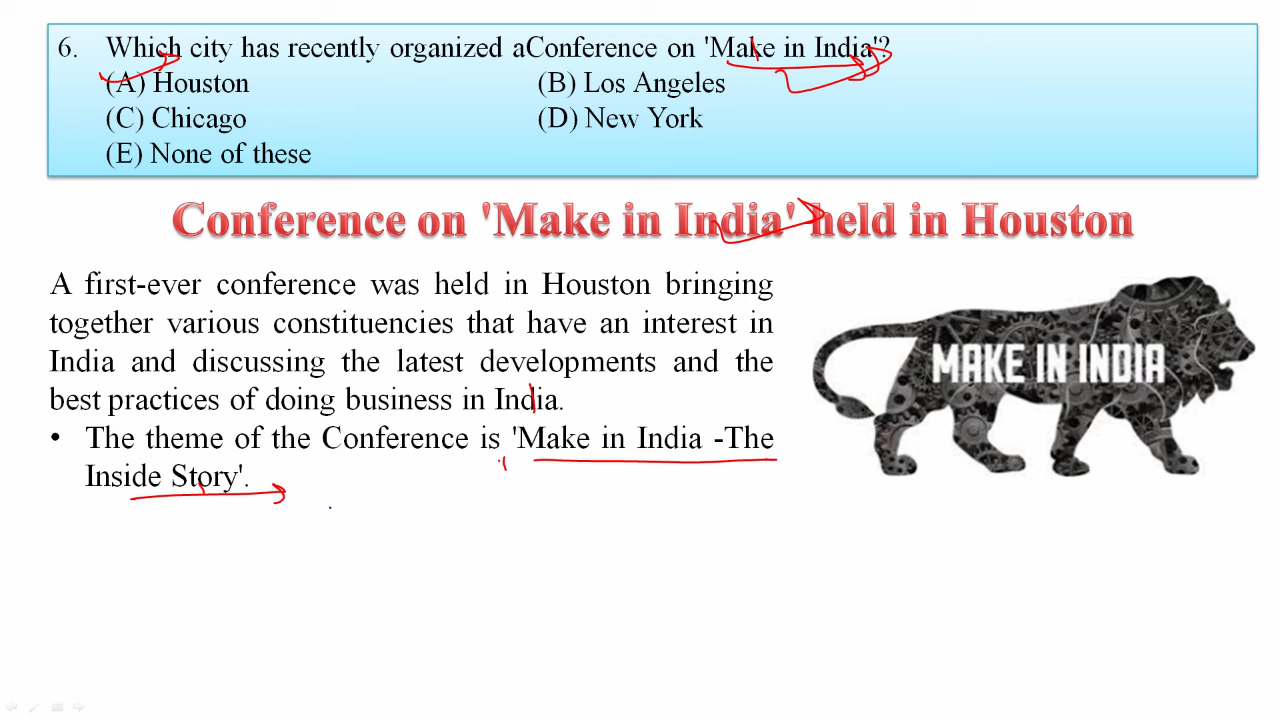 6. Which city has recently organized aConference on 'Make in India'?
(A) Houston (B) Los Angeles
(C) Chicago (D) New York
(E) None of these
Conference on 'Make in India' held in Houston
A first-ever conference was held in Houston bringing
together various constituencies that have an interest in
India and discussing the latest developments and the
best practices of doing business in India.
• The theme of the Conference is 'Make in India -The
Inside Story'.
MAKE IN INDIA